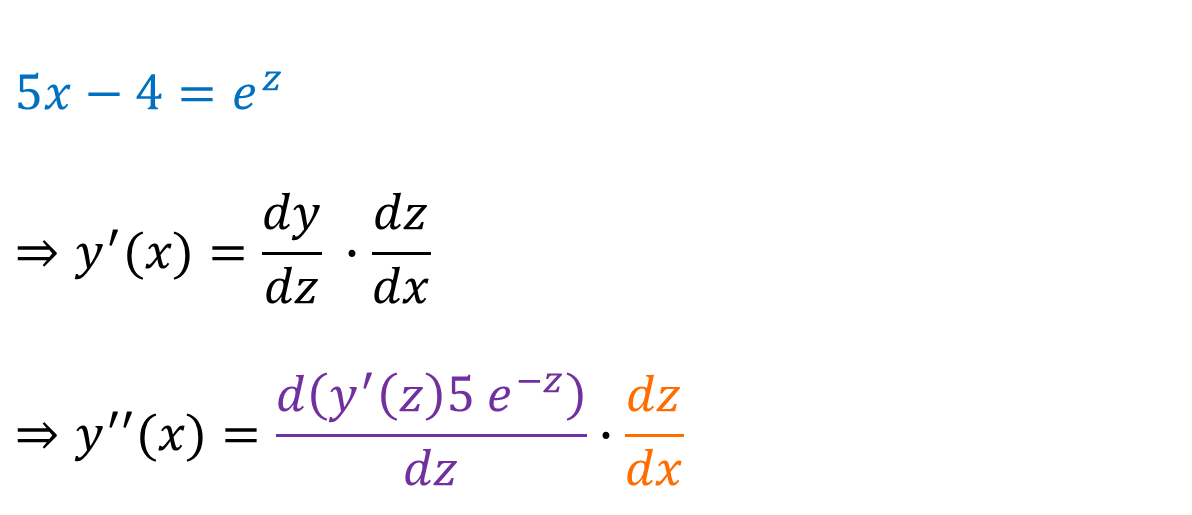 5x − 4 = e^z
⇒ y′(x) = dy/dz · dz/dx
⇒ y′′(x) = d(y′(z)5 e^{−z})/dz · dz/dx